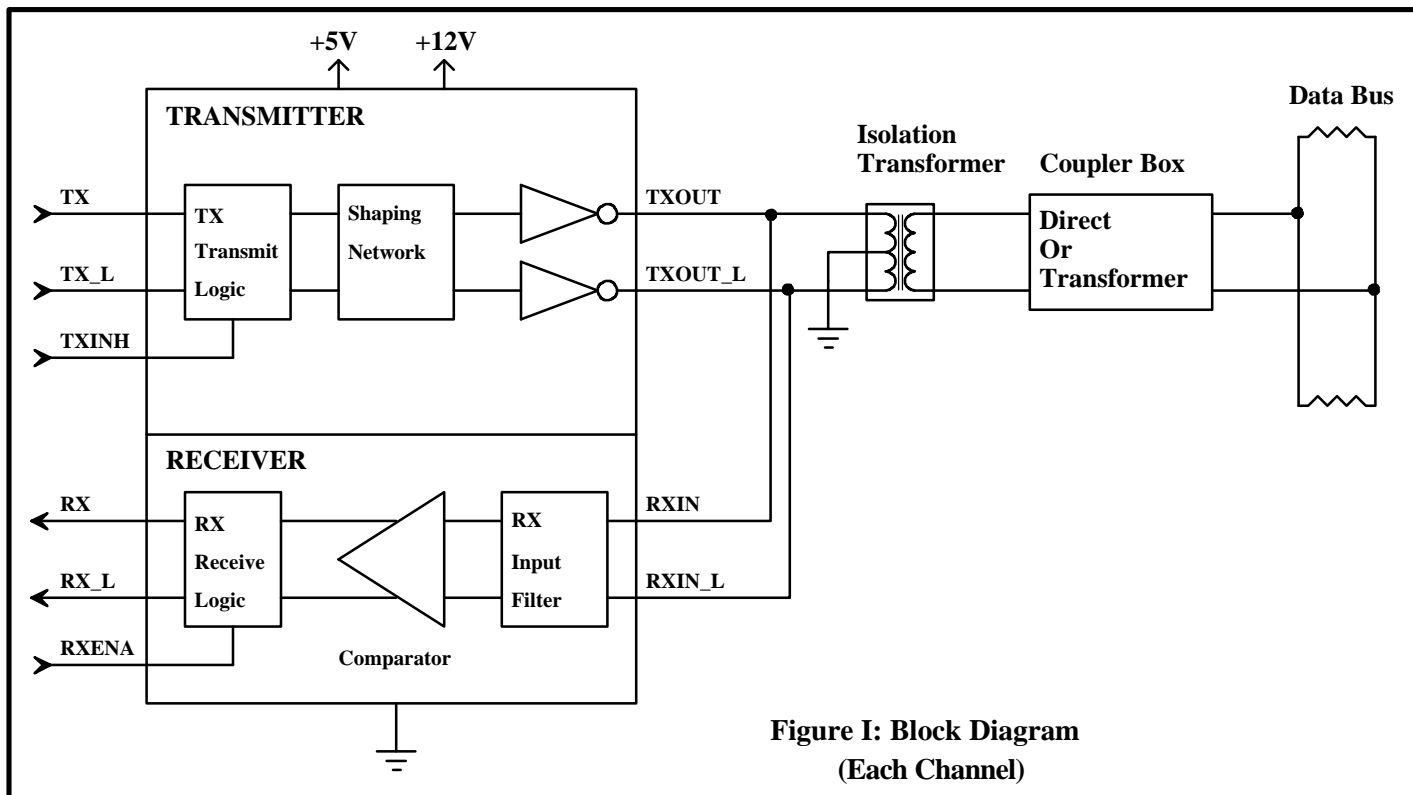 +5V
+12V
TRANSMITTER
TX
TX_L
TXINH
TX
Transmit
Logic
Shaping
Network
TXOUT
TXOUT_L
Isolation
Transformer
Coupler Box
Direct
Or
Transformer
Data Bus
RECEIVER
RX
RX_L
RXENA
RX
Receive
Logic
Comparator
RX
Input
Filter
RXIN
RXIN_L
Figure I: Block Diagram
(Each Channel)